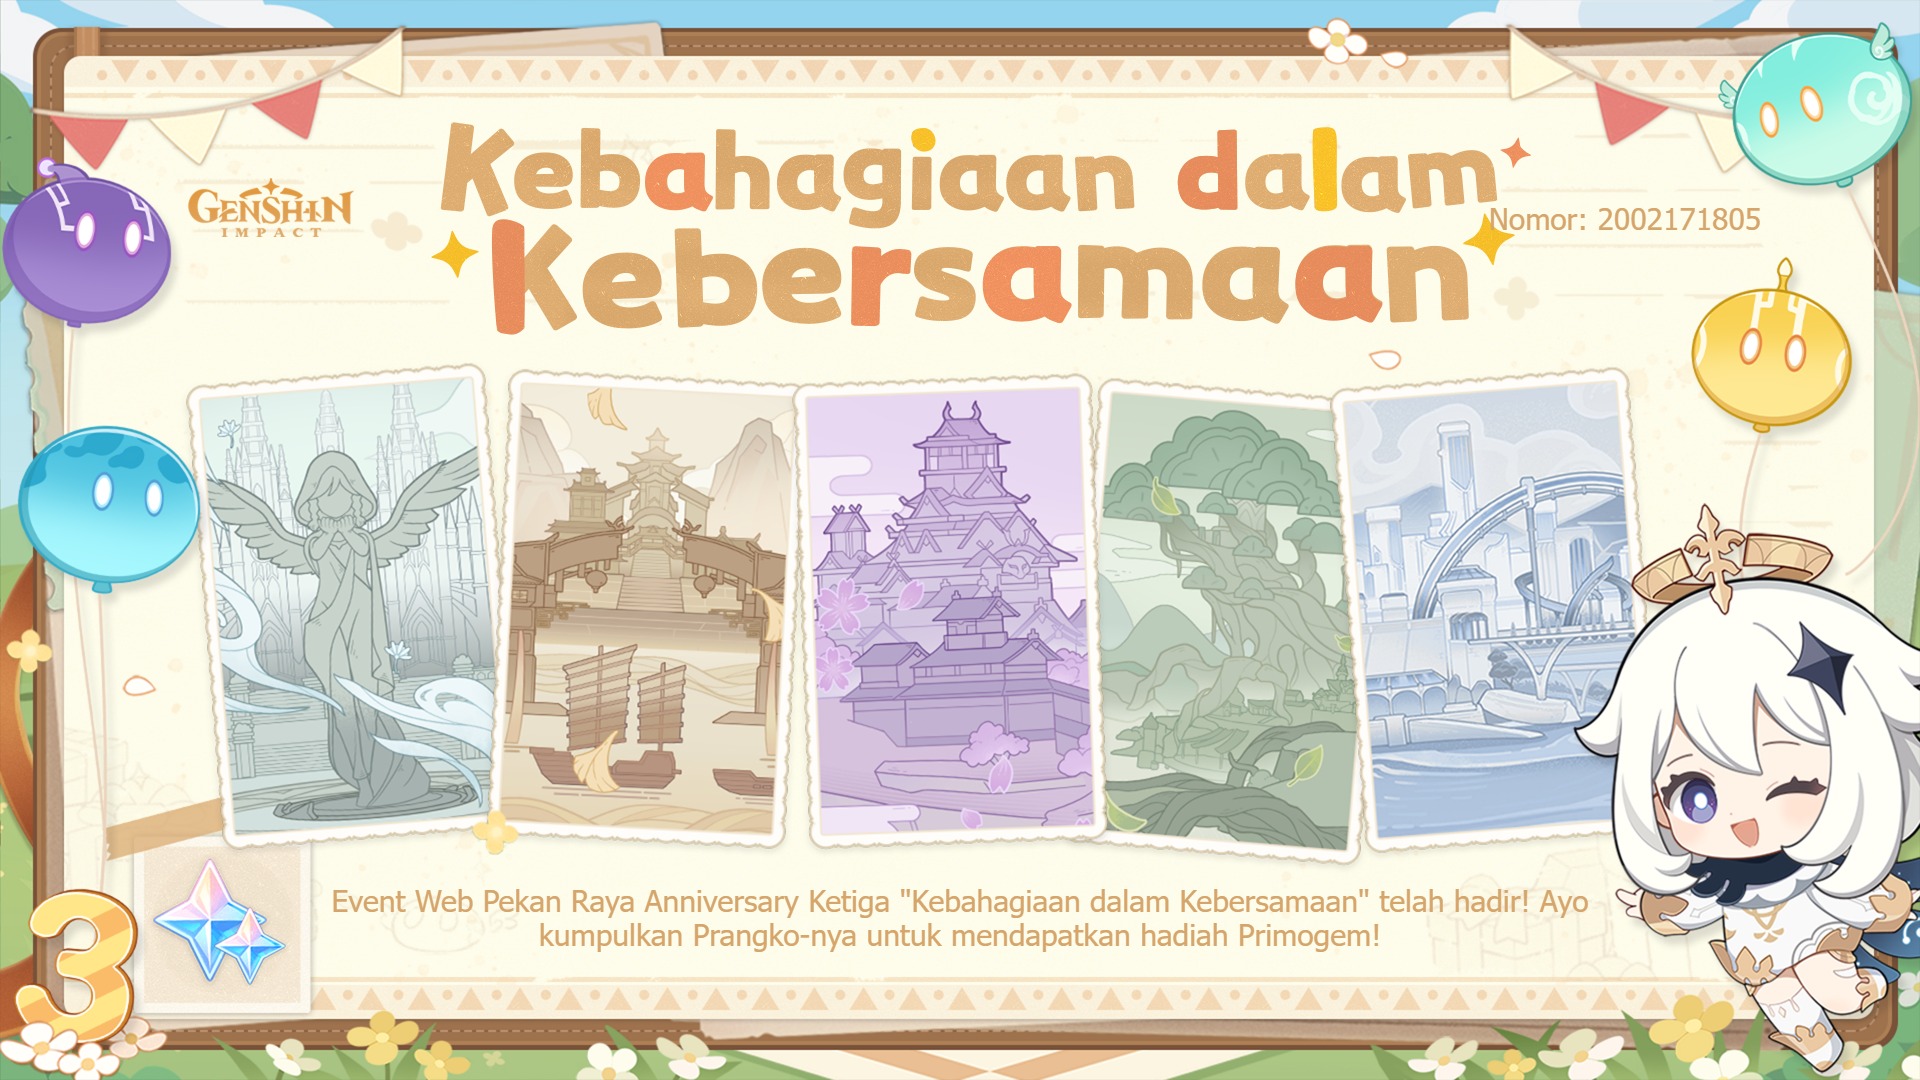 GENSHIN
IMPACT
Kebahagiaan dalam
Kebersamaan
Nomor: 2002171805
Event Web Pekan Raya Anniversary Ketiga "Kebahagiaan dalam Kebersamaan" telah hadir! Ayo
kumpulkan Prangko-nya untuk mendapatkan hadiah Primogem!
3